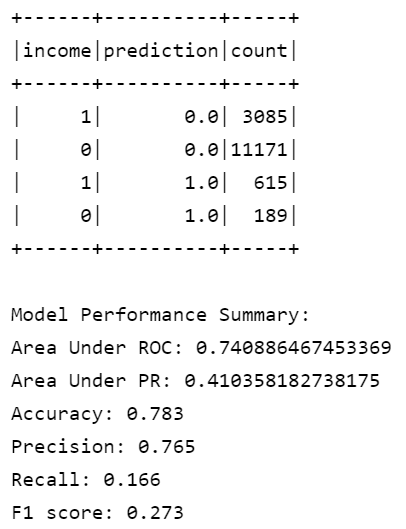 +------+----------+-----+
|income|prediction|count|
+------+----------+-----+
|     1|       0.0| 3085|
|     0|       0.0|11171|
|     1|       1.0|  615|
|     0|       1.0|  189|
+------+----------+-----+
Model Performance Summary:
Area Under ROC: 0.740886467453369
Area Under PR: 0.410358182738175
Accuracy: 0.783
Precision: 0.765
Recall: 0.166
F1 score: 0.273